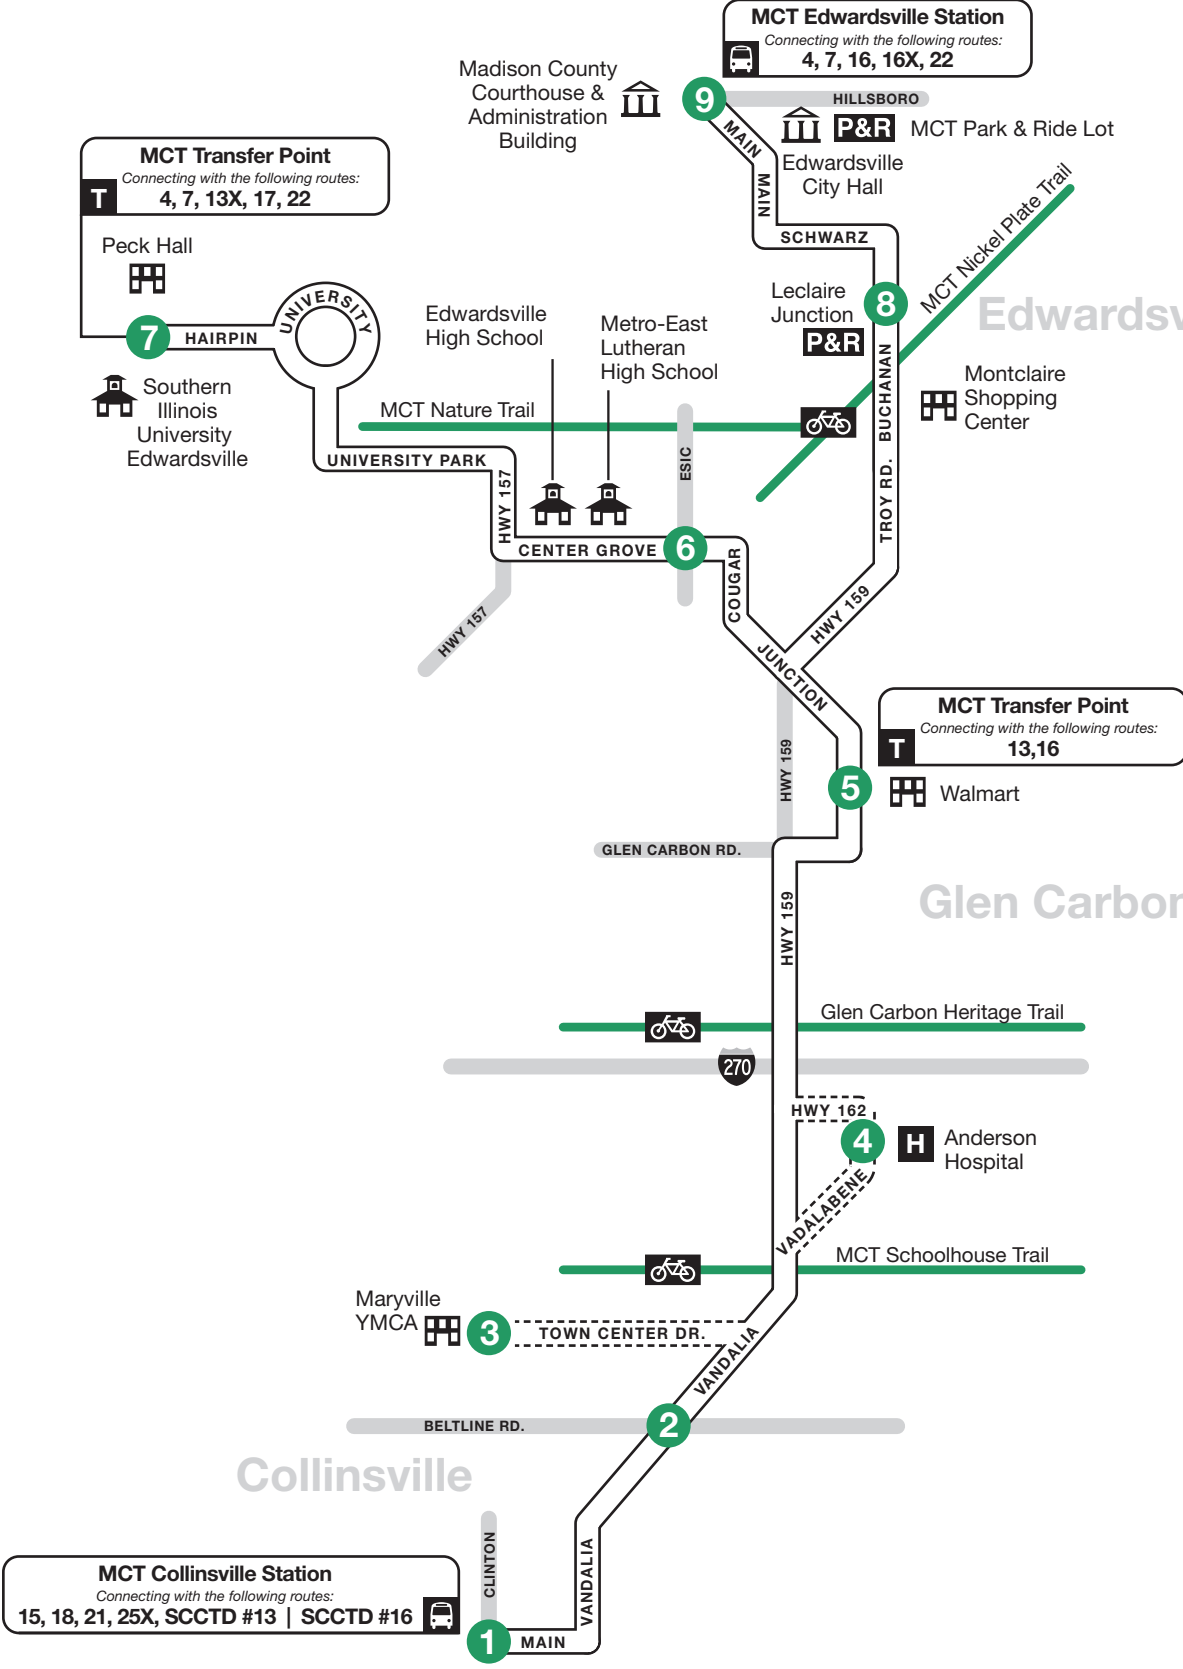 MCT Edwardsville Station
Connecting with the following routes:
4, 7, 16, 16X, 22
Madison County
Courthouse &
Administration
Building
9
HILLSBORO
MAIN
P&R
MCT Park & Ride Lot
Edwardsville
City Hall
MAIN
SCHWARZ
MCT Transfer Point
Connecting with the following routes:
4, 7, 13X, 17, 22
T
Peck Hall
7
HAIRPIN
UNIVERSITY
Southern
Illinois
University
Edwardsville
Edwardsville
High School
Metro-East
Lutheran
High School
Leclaire
Junction
P&R
8
MCT Nickel Plate Trail
Edwardsv
BUCHANAN
Montclaire
Shopping
Center
MCT Nature Trail
UNIVERSITY PARK
HWY 157
ESIC
TROY RD.
CENTER GROVE
6
COUGAR
HWY 157
HWY 159
JUNCTION
MCT Transfer Point
Connecting with the following routes:
13,16
T
HWY 159
5
Walmart
GLEN CARBON RD.
Glen Carbon
HWY 159
Glen Carbon Heritage Trail
270
HWY 162
4
H
Anderson
Hospital
VADALABENE
MCT Schoolhouse Trail
Maryville
YMCA
3
TOWN CENTER DR.
VANDALIA
BELTLINE RD.
2
Collinsville
CLINTON
VANDALIA
MCT Collinsville Station
Connecting with the following routes:
15, 18, 21, 25X, SCCTD #13 | SCCTD #16
1
MAIN